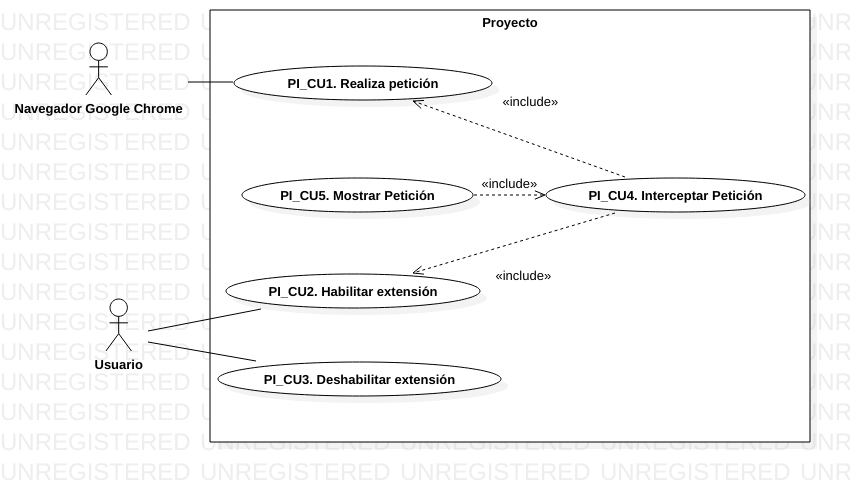 Proyecto
PI_CU1. Realiza petición
Navegador Google Chrome
«include»
«include»
PI_CU5. Mostrar Petición
PI_CU4. Interceptar Petición
«include»
PI_CU2. Habilitar extensión
Usuario
PI_CU3. Deshabilitar extensión
UNREGISTERED UNREGISTERED UNREGISTERED UNREGISTERED UNR